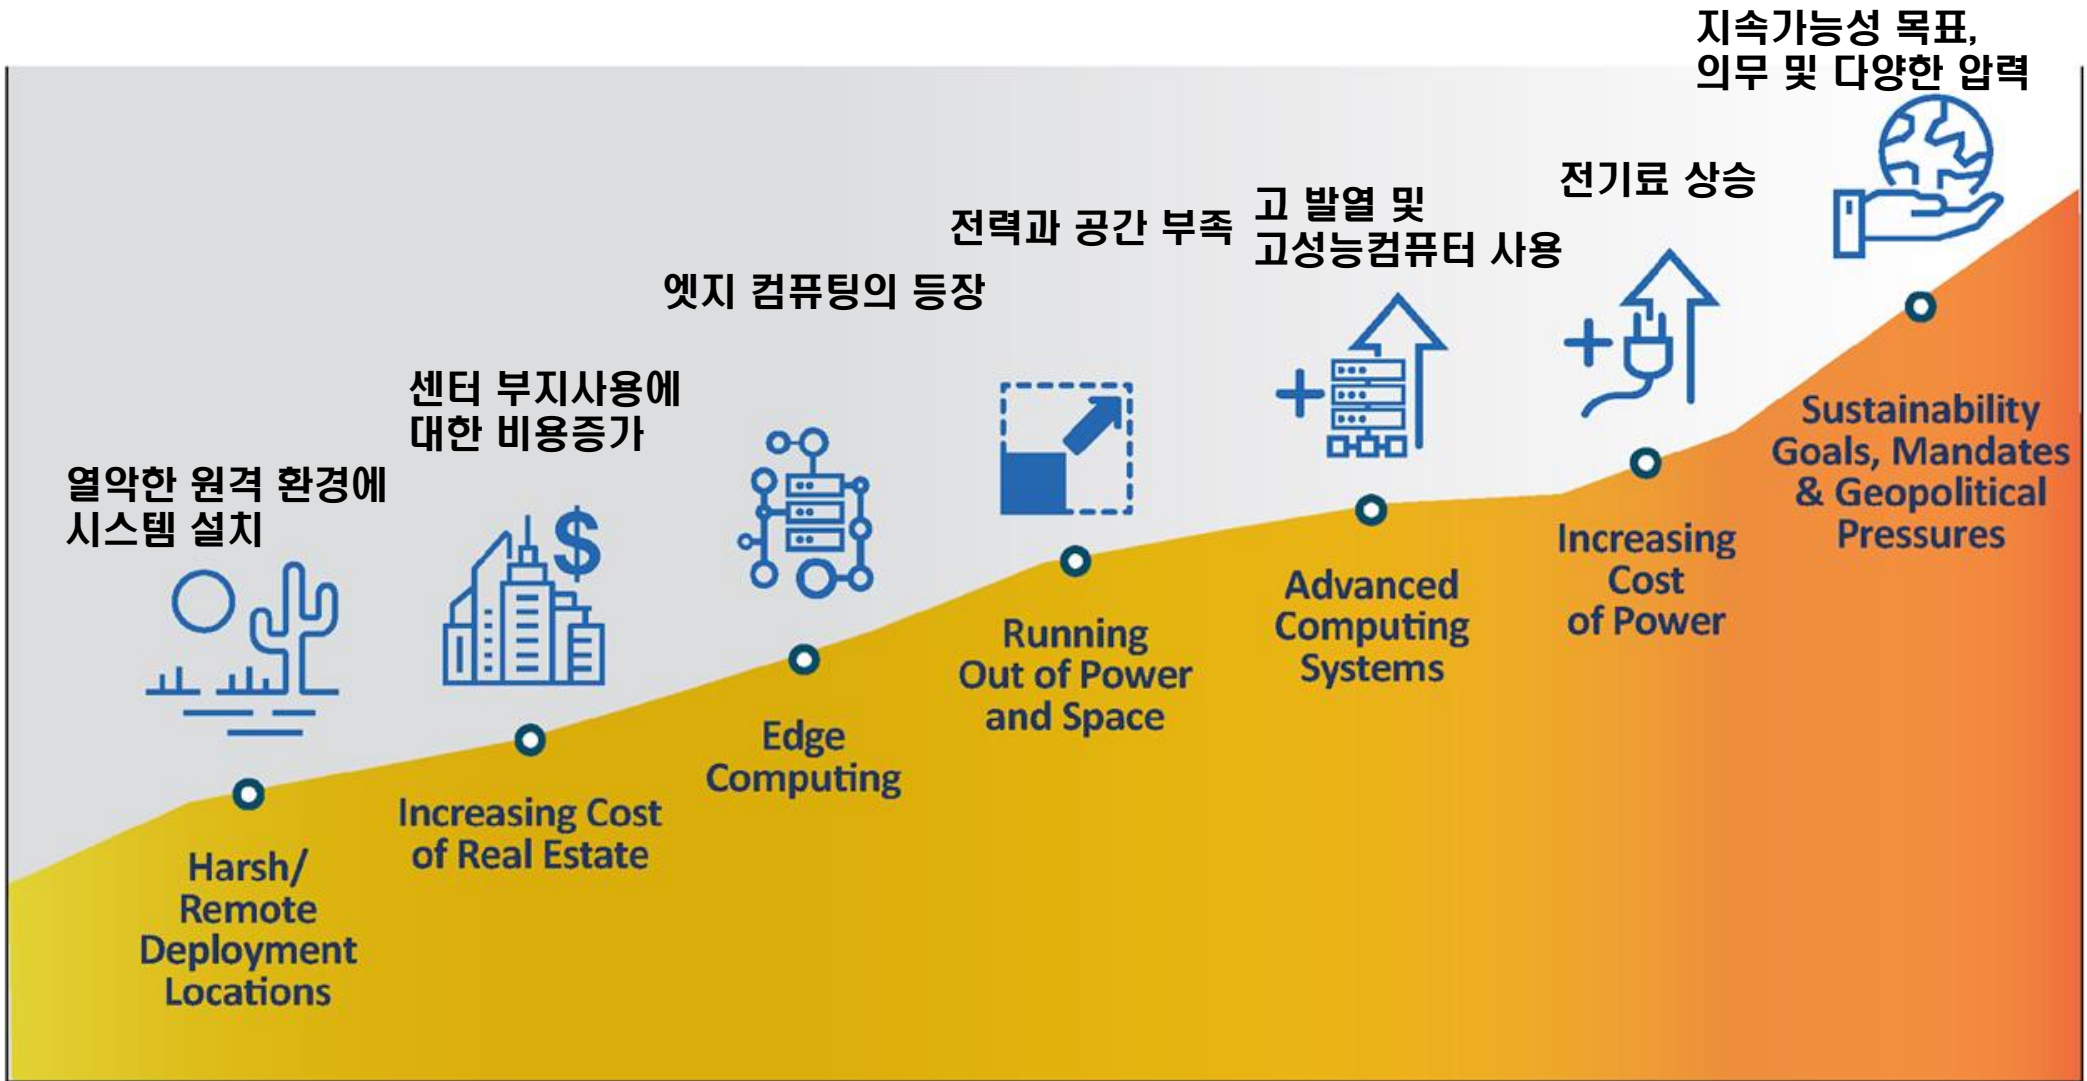 지속가능성 목표,
의무 및 다양한 압력
전기료 상승
고 발열 및
고성능컴퓨터 사용
전력과 공간 부족
엣지 컴퓨팅의 등장
센터 부지사용에
대한 비용증가
열악한 원격 환경에
시스템 설치
$
Harsh/
Remote
Deployment
Locations
Increasing Cost
of Real Estate
Edge
Computing
Running
Out of Power
and Space
Advanced
Computing
Systems
Increasing
Cost
of Power
Sustainability
Goals, Mandates
& Geopolitical
Pressures